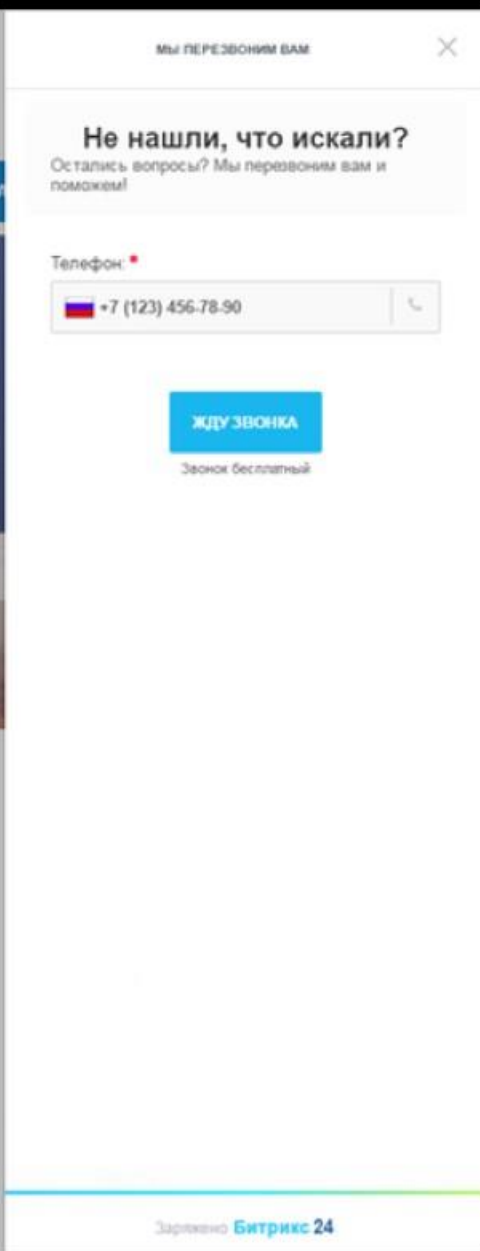 МЫ ПЕРЕЗВОНИМ ВАМ
Не нашли, что искали?
Остались вопросы? Мы перезвоним вам и
поможем!
Телефон: •
+7 (123) 456-78-90
ЖДУ ЗВОНКА
Звонок бесплатный
Заряжено Битрикс 24